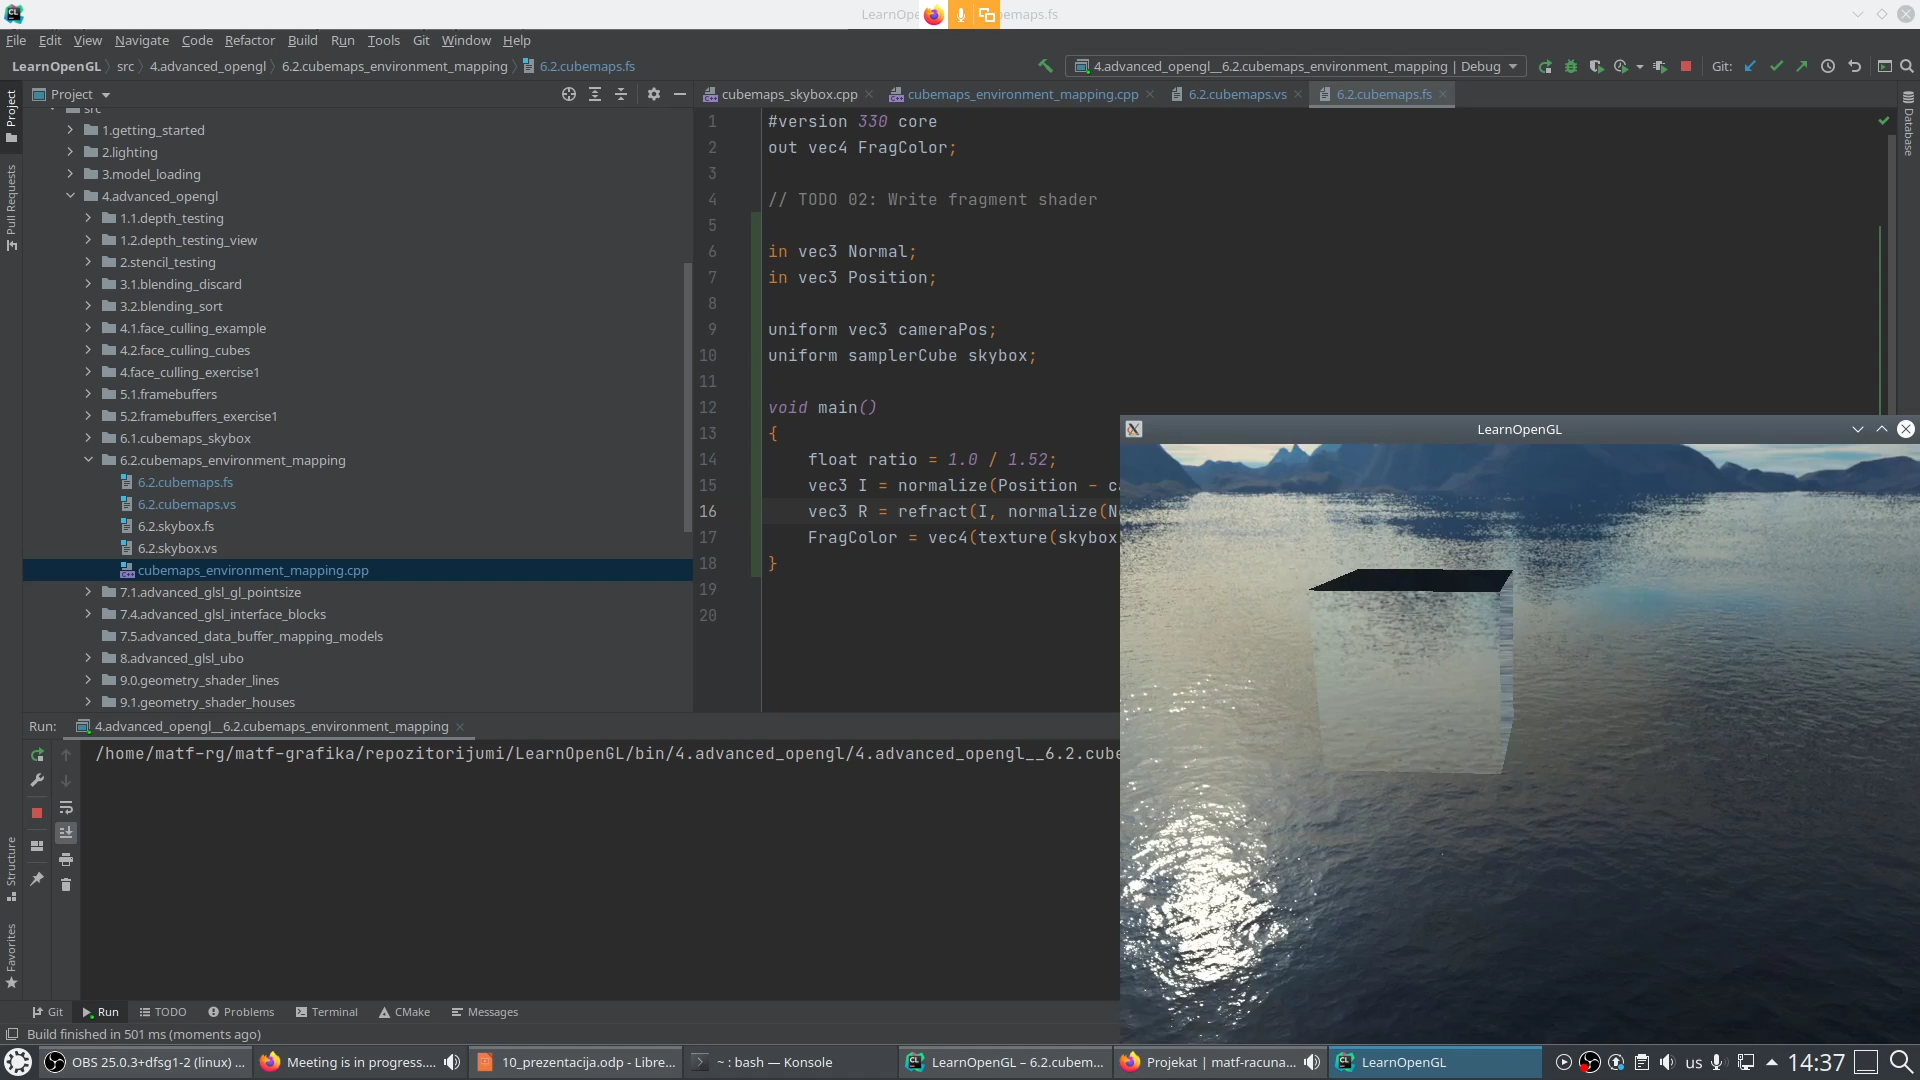 LearnOpe emaps.fs
File Edit View Navigate Code Refactor Build Run Tools Git Window Help
LearnOpenGL src 4.advanced_opengl 6.2.cubemaps_environment_mapping 6.2.cubemaps.fs
4.advanced_opengl__6.2.cubemaps_environment_mapping | Debug
Git:
Project
cubemaps_skybox.cpp
cubemaps_environment_mapping.cpp
6.2.cubemaps.vs
6.2.cubemaps.fs
Project
Pull Requests
Structure
Favorites
Database
src
1.getting_started
2.lighting
3.model_loading
4.advanced_opengl
1.1.depth_testing
1.2.depth_testing_view
2.stencil_testing
3.1.blending_discard
3.2.blending_sort
4.1.face_culling_example
4.2.face_culling_cubes
4.face_culling_exercise1
5.1.framebuffers
5.2.framebuffers_exercise1
6.1.cubemaps_skybox
6.2.cubemaps_environment_mapping
6.2.cubemaps.fs
6.2.cubemaps.vs
6.2.skybox.fs
6.2.skybox.vs
cubemaps_environment_mapping.cpp
7.1.advanced_glsl_gl_pointsize
7.4.advanced_glsl_interface_blocks
7.5.advanced_data_buffer_mapping_models
8.advanced_glsl_ubo
9.0.geometry_shader_lines
9.1.geometry_shader_houses
1 #version 330 core
2 out vec4 FragColor;
3
4 // TODO 02: Write fragment shader
5
6 in vec3 Normal;
7 in vec3 Position;
8
9 uniform vec3 cameraPos;
10 uniform samplerCube skybox;
11
12 void main()
13 {
14 float ratio = 1.0 / 1.52;
15 vec3 I = normalize(Position - ca
16 vec3 R = refract(I, normalize(No
17 FragColor = vec4(texture(skybox
18 }
19
20
LearnOpenGL
Run: 4.advanced_opengl__6.2.cubemaps_environment_mapping
/home/matf-rg/matf-grafika/repozitorijumi/LearnOpenGL/bin/4.advanced_opengl/4.advanced_opengl__6.2.cube
Git Run TODO Problems Terminal CMake Messages
Build finished in 501 ms (moments ago)
OBS 25.0.3+dfsg1-2 (linux) ...
Meeting is in progress....
10_prezentacija.odp - Libre...
~ : bash — Konsole
LearnOpenGL – 6.2.cubem...
Projekat | matf-racuna...
LearnOpenGL
us
14:37